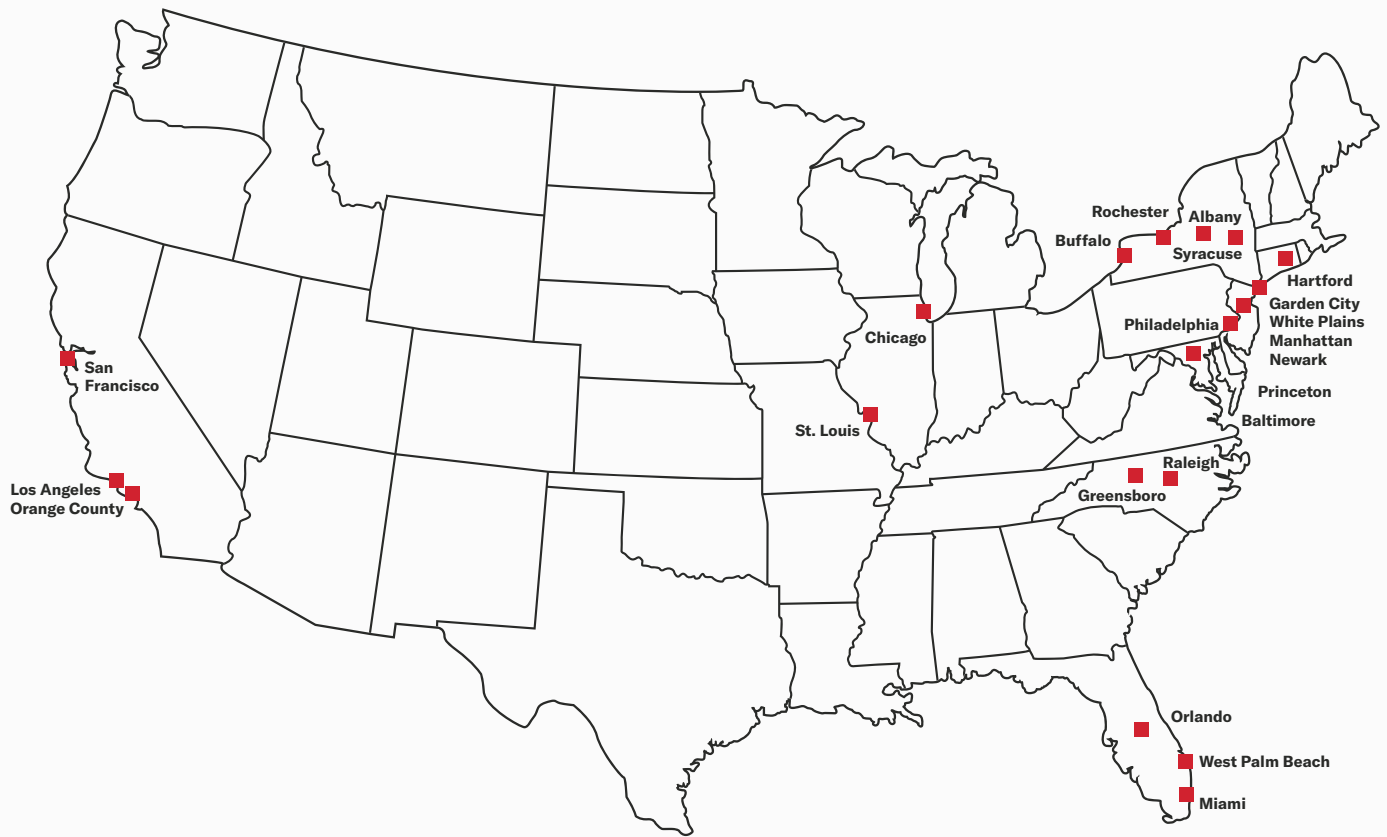 Rochester
Albany
Buffalo
Syracuse
Hartford
Garden City
White Plains
Manhattan
Newark
Philadelphia
Chicago
San
Francisco
Princeton
Baltimore
St. Louis
Raleigh
Greensboro
Los Angeles
Orange County
Orlando
West Palm Beach
Miami